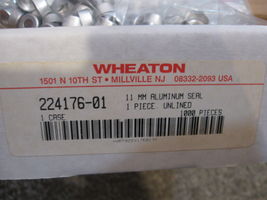 WHEATON
1501 N 10TH ST • MILLVILLE NJ 08332-2093 USA
224176-01 11 MM ALUMINUM SEAL
1 PIECE. UNLINED
1 CASE 1000 PIECES